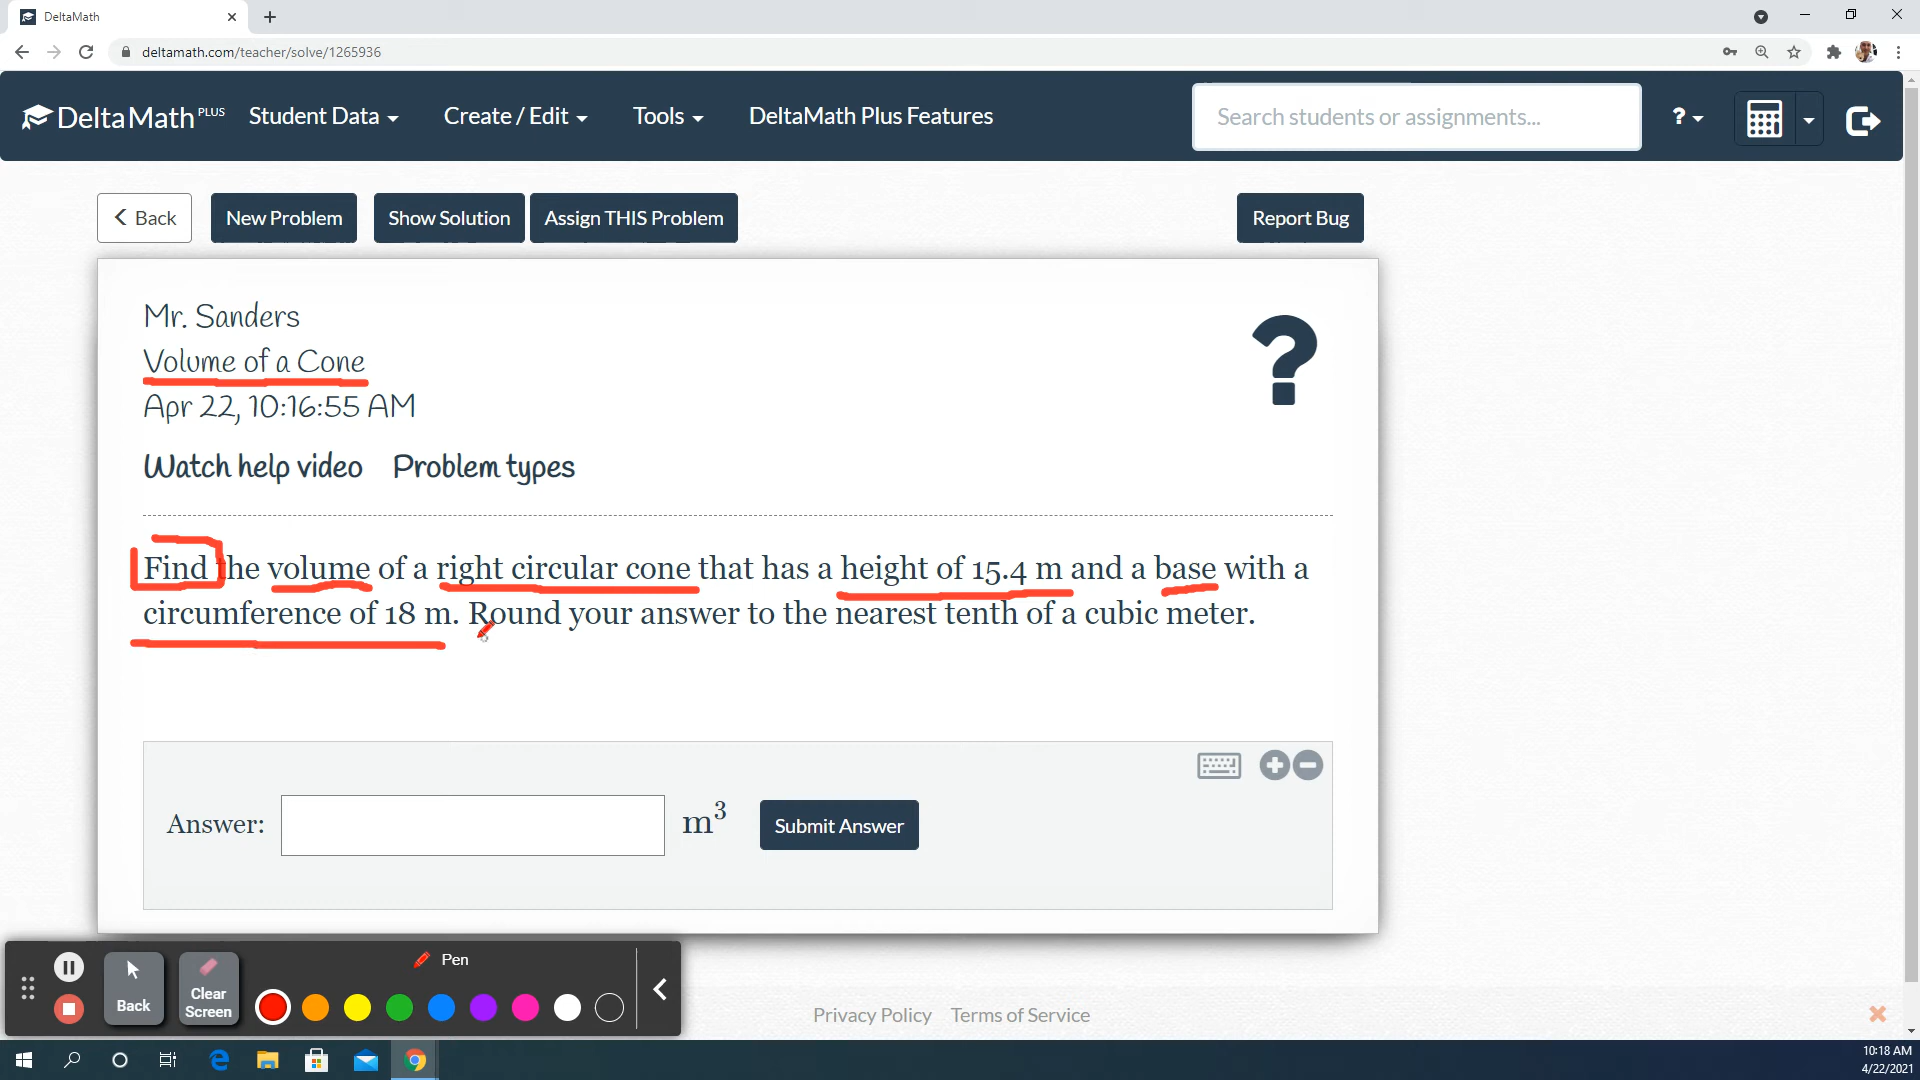 DeltaMath
deltamath.com/teacher/solve/1265936
DeltaMath PLUS Student Data Create / Edit Tools DeltaMath Plus Features Search students or assignments... ?
Back New Problem Show Solution Assign THIS Problem Report Bug
Mr. Sanders
Volume of a Cone
Apr 22, 10:16:55 AM
?
Watch help video Problem types
Find the volume of a right circular cone that has a height of 15.4 m and a base with a
circumference of 18 m. Round your answer to the nearest tenth of a cubic meter.
Answer: m³ Submit Answer
Pen
Back
Clear
Screen
Privacy Policy Terms of Service
10:18 AM
4/22/2021